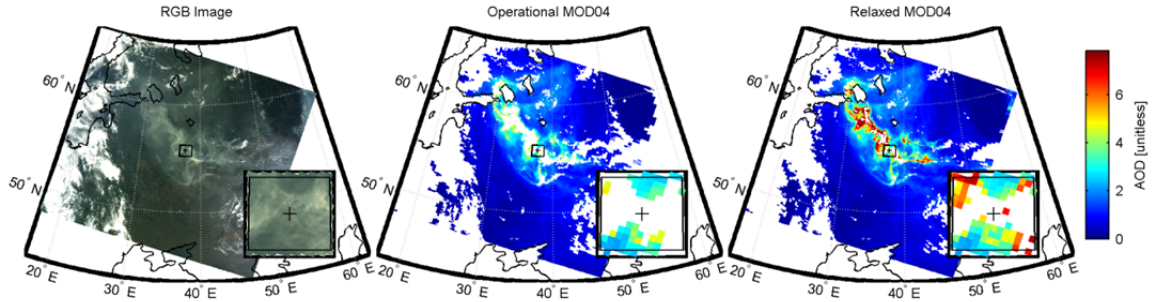 RGB Image
Operational MOD04
Relaxed MOD04
60°N
50°N
20°E
30°E
40°E
50°E
60°E
60°N
50°N
20°E
30°E
40°E
50°E
60°E
60°N
50°N
20°E
30°E
40°E
50°E
60°E
6
4
2
0
AOD [unitless]